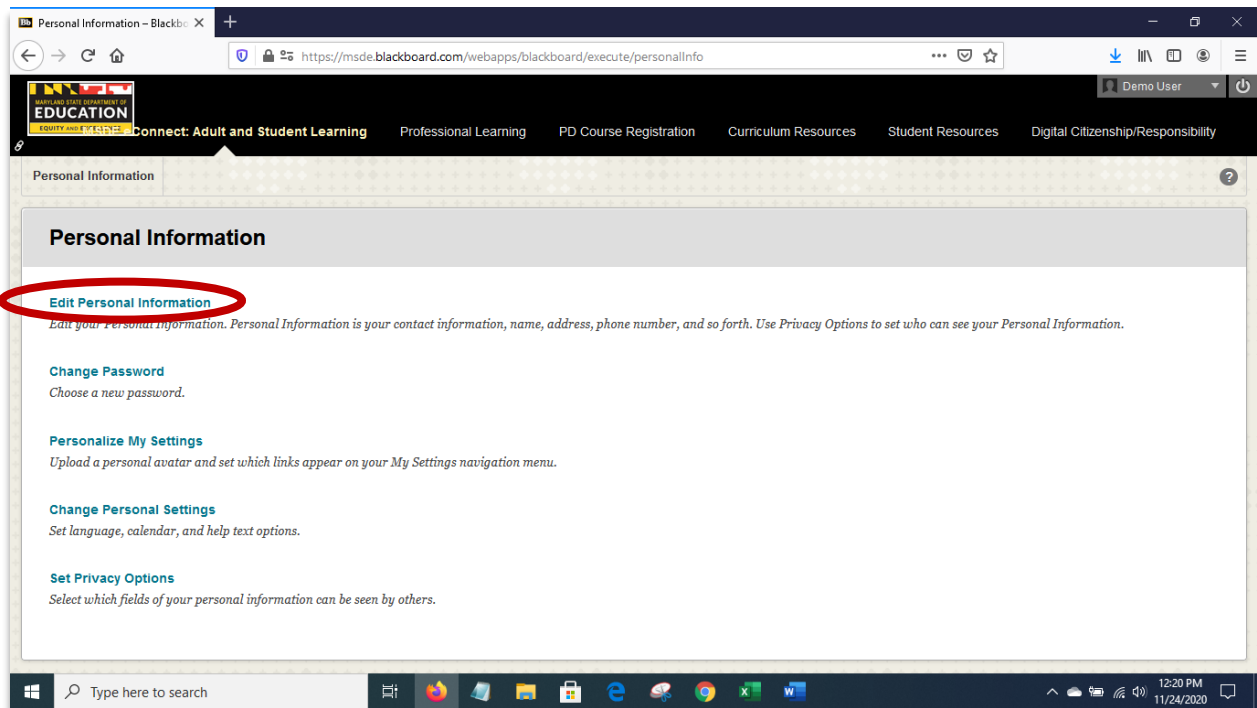 Personal Information – Blackbo
https://msde.blackboard.com/webapps/blackboard/execute/personalInfo
Demo User
MARYLAND STATE DEPARTMENT OF
EDUCATION
EQUITY AND
MSDE eConnect: Adult and Student Learning Professional Learning PD Course Registration Curriculum Resources Student Resources Digital Citizenship/Responsibility
Personal Information
?
Personal Information
Edit Personal Information
Edit your Personal Information. Personal Information is your contact information, name, address, phone number, and so forth. Use Privacy Options to set who can see your Personal Information.
Change Password
Choose a new password.
Personalize My Settings
Upload a personal avatar and set which links appear on your My Settings navigation menu.
Change Personal Settings
Set language, calendar, and help text options.
Set Privacy Options
Select which fields of your personal information can be seen by others.
Type here to search
12:20 PM
11/24/2020